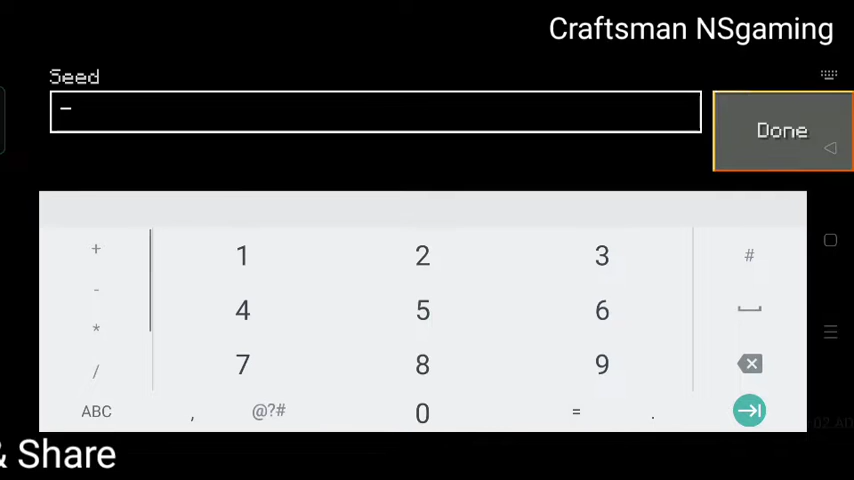 Craftsman NSgaming
Seed
-
Done
+ 1 2 3 #
-
4 5 6
*
/ 7 8 9
ABC , @?# 0 = .
& Share